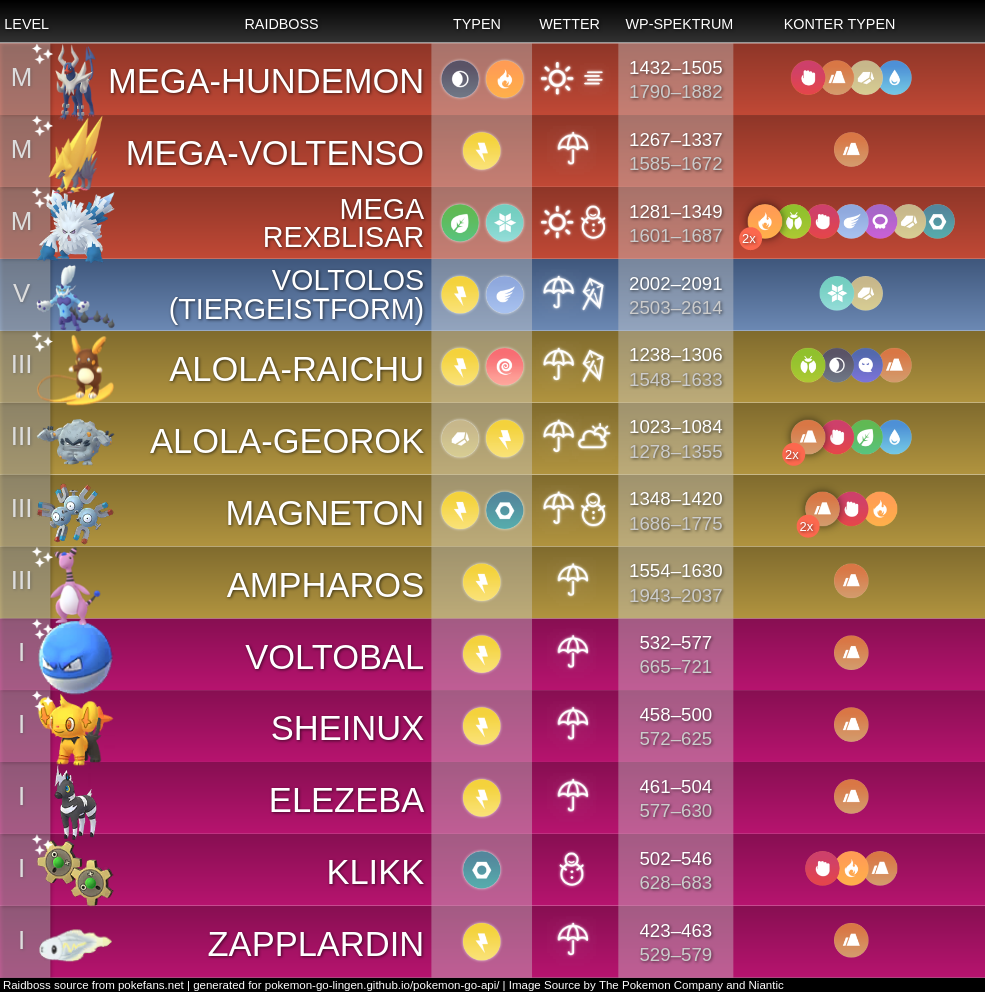 LEVEL RAIDBOSS TYPEN WETTER WP-SPEKTRUM KONTER TYPEN
M MEGA-HUNDEMON 1432–1505
1790–1882
M MEGA-VOLTENSO 1267–1337
1585–1672
M MEGA 1281–1349
REXBLISAR 1601–1687 2x
V VOLTOLOS 2002–2091
(TIERGEISTFORM) 2503–2614
III ALOLA-RAICHU 1238–1306
1548–1633
III ALOLA-GEOROK 1023–1084
1278–1355 2x
III MAGNETON 1348–1420
1686–1775 2x
III AMPHAROS 1554–1630
1943–2037
I VOLTOBAL 532–577
665–721
I SHEINUX 458–500
572–625
I ELEZEBA 461–504
577–630
I KLIKK 502–546
628–683
I ZAPPLARDIN 423–463
529–579
Raidboss source from pokefans.net | generated for pokemon-go-lingen.github.io/pokemon-go-api/ | Image Source by The Pokemon Company and Niantic